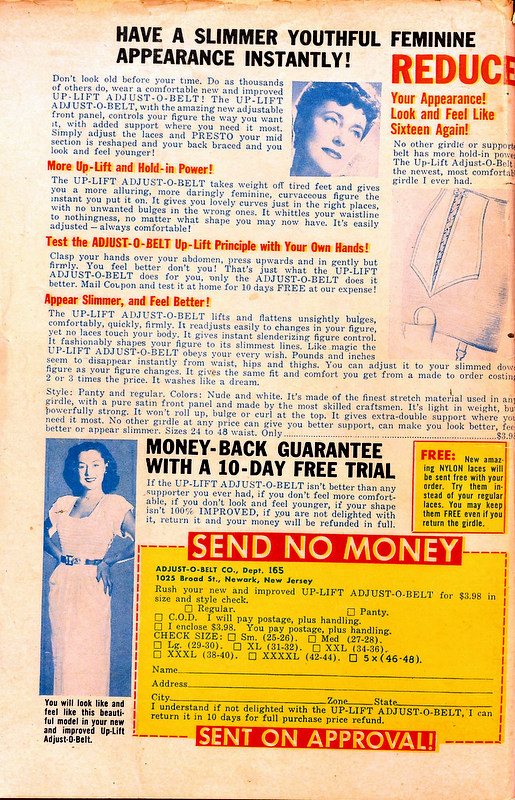 HAVE A SLIMMER YOUTHFUL FEMININE
APPEARANCE INSTANTLY!
Don't look old before your time. Do as thousands
of others do, wear a comfortable new and improved
UP-LIFT ADJUST-O-BELT! The UP-LIFT
ADJUST-O-BELT, with the amazing new adjustable
front panel, controls your figure the way you want
it, with added support where you need it most.
Simply adjust the laces and PRESTO your mid
section is reshaped and your back braced and you
look and feel younger!
REDUCE
Your Appearance!
Look and Feel Like
Sixteen Again!
No other girdle or support
belt has more hold-in power
The Up-Lift Adjust-O-Belt
the newest, most comfortab
girdle I ever had.
More Up-Lift and Hold-in Power!
The UP-LIFT ADJUST-O-BELT takes weight off tired feet and gives
you a more alluring, more daringly feminine, curvaceous figure the
instant you put it on. It gives you lovely curves just in the right places,
with no unwanted bulges in the wrong ones. It whittles your waistline
to nothingness, no matter what shape you may now have. It's easily
adjusted – always comfortable!
Test the ADJUST-O-BELT Up-Lift Principle with Your Own Hands!
Clasp your hands over your abdomen, press upwards and in gently but
firmly. You feel better don't you! That's just what the UP-LIFT
ADJUST-O-BELT does for you, only the ADJUST-O-BELT does it
better. Mail Coupon and test it at home for 10 days FREE at our expense!
Appear Slimmer, and Feel Better!
The UP-LIFT ADJUST-O-BELT lifts and flattens unsightly bulges,
comfortably, quickly, firmly. It readjusts easily to changes in your figure,
yet no laces touch your body. It gives instant slenderizing figure control.
It fashionably shapes your figure to its slimmest lines. Like magic the
UP-LIFT ADJUST-O-BELT obeys your every wish. Pounds and inches
seem to disappear instantly from waist, hips and thighs. You can adjust it to your slimmed down
figure as your figure changes. It gives the same fit and comfort you get from a made to order costing
2 or 3 times the price. It washes like a dream.
Style: Panty and regular. Colors: Nude and white. It's made of the finest stretch material used in any
girdle, with a pure satin front panel and made by the most skilled craftsmen. It's light in weight, but
powerfully strong. It won't roll up, bulge or curl at the top. It gives extra-double support where you
need it most. No other girdle at any price can give you better support, can make you look better, feel
better or appear slimmer. Sizes 24 to 48 waist. Only........$3.98
MONEY-BACK GUARANTEE
WITH A 10-DAY FREE TRIAL
If the UP-LIFT ADJUST-O-BELT isn't better than any
supporter you ever had, if you don't feel more comfort-
able, if you don't look and feel younger, if your shape
isn't 100% IMPROVED, if you are not delighted with
it, return it and your money will be refunded in full.
FREE: New amaz-
ing NYLON laces will
be sent free with your
order. Try them in-
stead of your regular
laces. You may keep
them FREE even if you
return the girdle.
SEND NO MONEY
ADJUST-O-BELT CO., Dept. 165
1025 Broad St., Newark, New Jersey
Rush your new and improved UP-LIFT ADJUST-O-BELT for $3.98 in
size and style check.
□ Regular. □ Panty.
□ C.O.D. I will pay postage, plus handling.
□ I enclose $3.98. You pay postage, plus handling.
CHECK SIZE: □ Sm. (25-26). □ Med (27-28).
□ Lg. (29-30). □ XL (31-32). □ XXL (34-36).
□ XXXL (38-40). □ XXXXL (42-44). □ 5x(46-48).
Name
Address
City Zone State
I understand if not delighted with the UP-LIFT ADJUST-O-BELT, I can
return it in 10 days for full purchase price refund.
SENT ON APPROVAL!
You will look like and
feel like this beauti-
ful model in your new
and improved Up-Lift
Adjust-O-Belt.